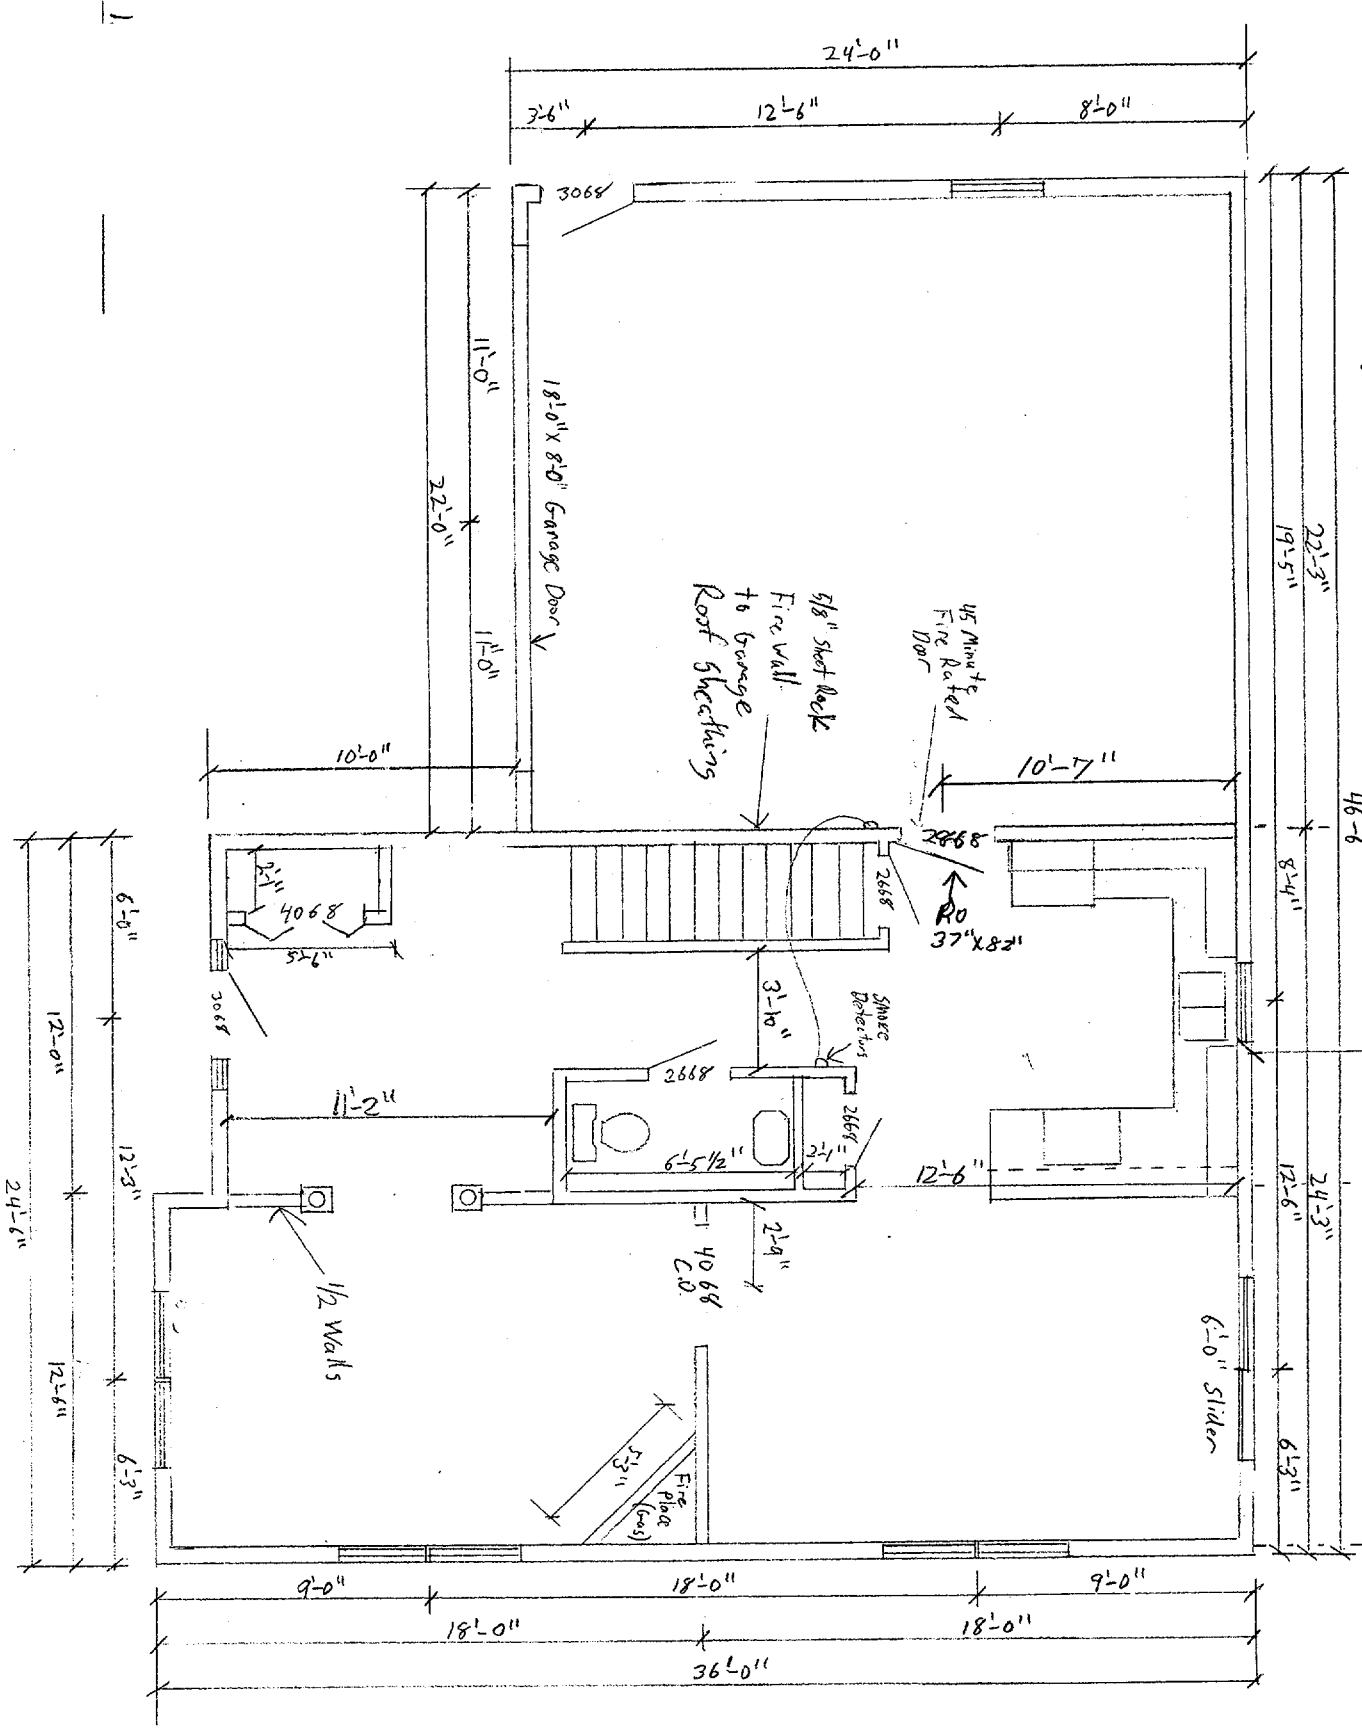 24'-0"
3'-6"
12'-6"
8'-0"
3068
11'-0"
11'-0"
22'-0"
18'-0" x 8'-0" Garage Door
22'-3"
19'-5"
46-6
45 Minute
Fire Rated
Door
5/8" Sheet Rock
Fire Wall
to Garage
Roof Sheathing
10'-0"
10'-7"
2868
2668
RO
37" X 82"
8'-4"
2'-1"
4068
6'-0"
3068
12'-0"
3'-10"
Smoke
Detectors
2668
2668
11'-2"
6'-5 1/2"
2'-1"
12'-6"
12'-3"
24'-6"
12'-6"
24'-3"
2'-9"
4068
C.O.
1/2 Walls
6'-0" Slider
12'-6"
6'-3"
6'-3"
5'-3"
Fire
Place
(Gas)
9'-0"
18'-0"
9'-0"
18'-0"
18'-0"
36'-0"